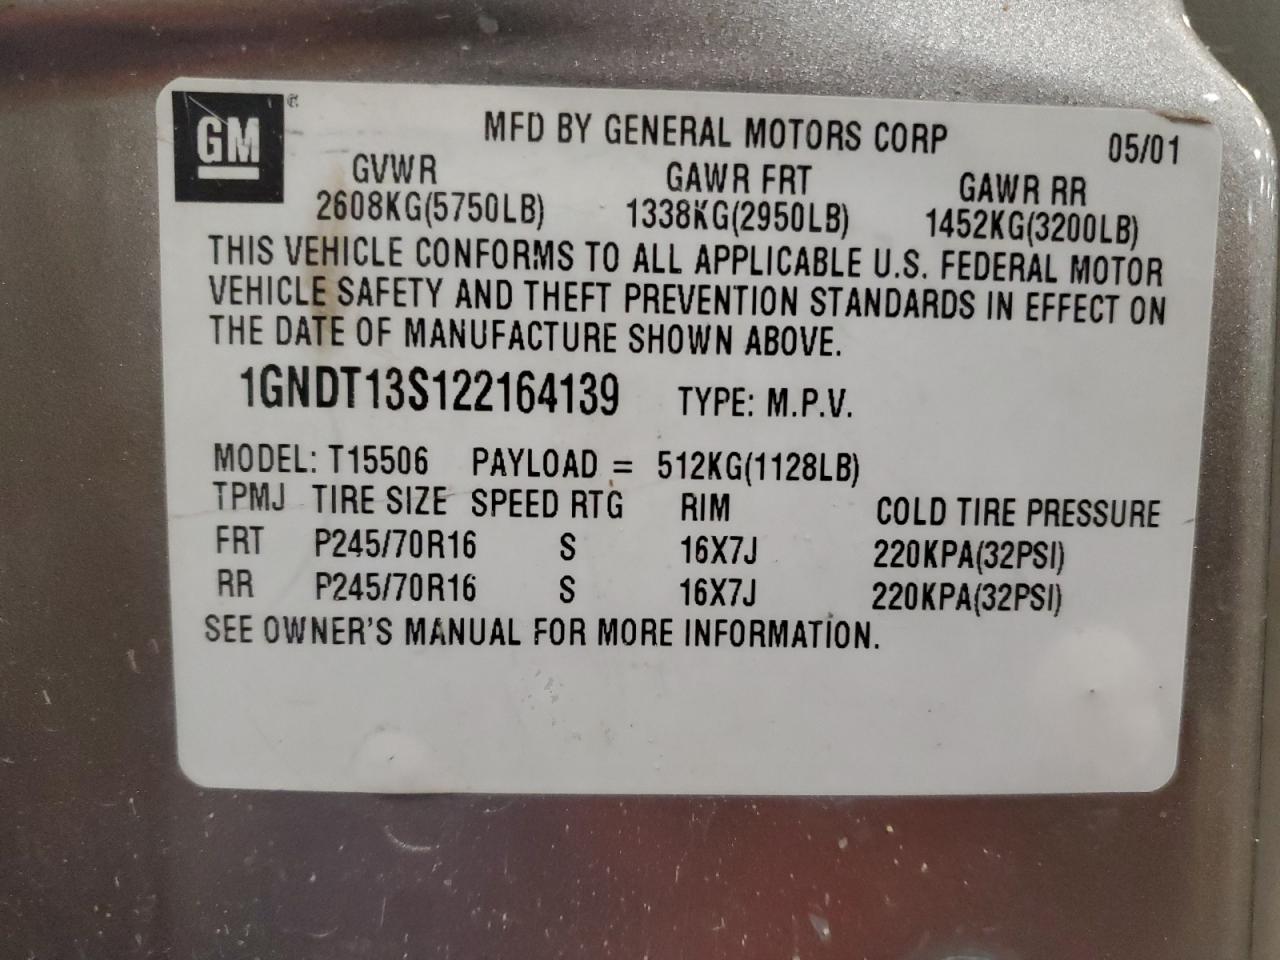 GM ®
MFD BY GENERAL MOTORS CORP 05/01
GVWR GAWR FRT GAWR RR
2608KG(5750LB) 1338KG(2950LB) 1452KG(3200LB)
THIS VEHICLE CONFORMS TO ALL APPLICABLE U.S. FEDERAL MOTOR
VEHICLE SAFETY AND THEFT PREVENTION STANDARDS IN EFFECT ON
THE DATE OF MANUFACTURE SHOWN ABOVE.
1GNDT13S122164139 TYPE: M.P.V.
MODEL: T15506 PAYLOAD = 512KG(1128LB)
TPMJ TIRE SIZE SPEED RTG RIM COLD TIRE PRESSURE
FRT P245/70R16 S 16X7J 220KPA(32PSI)
RR P245/70R16 S 16X7J 220KPA(32PSI)
SEE OWNER'S MANUAL FOR MORE INFORMATION.